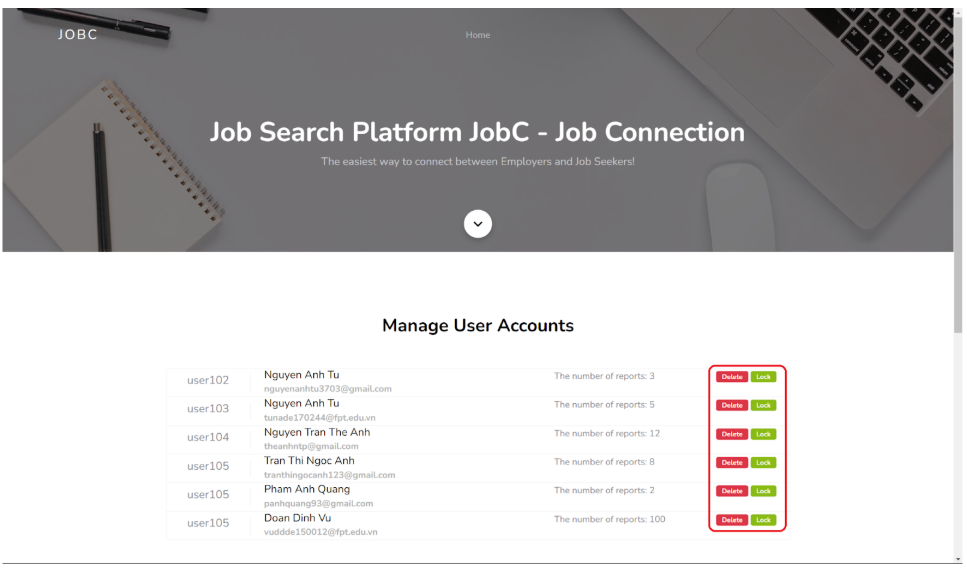 JOBC
Home
Job Search Platform JobC - Job Connection
The easiest way to connect between Employers and Job Seekers!
Manage User Accounts
user102 Nguyen Anh Tu The number of reports: 3 Delete Lock
nguyenanhtu3703@gmail.com
user103 Nguyen Anh Tu The number of reports: 5 Delete Lock
tunade170244@fpt.edu.vn
user104 Nguyen Tran The Anh The number of reports: 12 Delete Lock
theanhntp@gmail.com
user105 Tran Thi Ngoc Anh The number of reports: 8 Delete Lock
tranthingocanh123@gmail.com
user105 Pham Anh Quang The number of reports: 2 Delete Lock
panhquang93@gmail.com
user105 Doan Dinh Vu The number of reports: 100 Delete Lock
vuddde150012@fpt.edu.vn